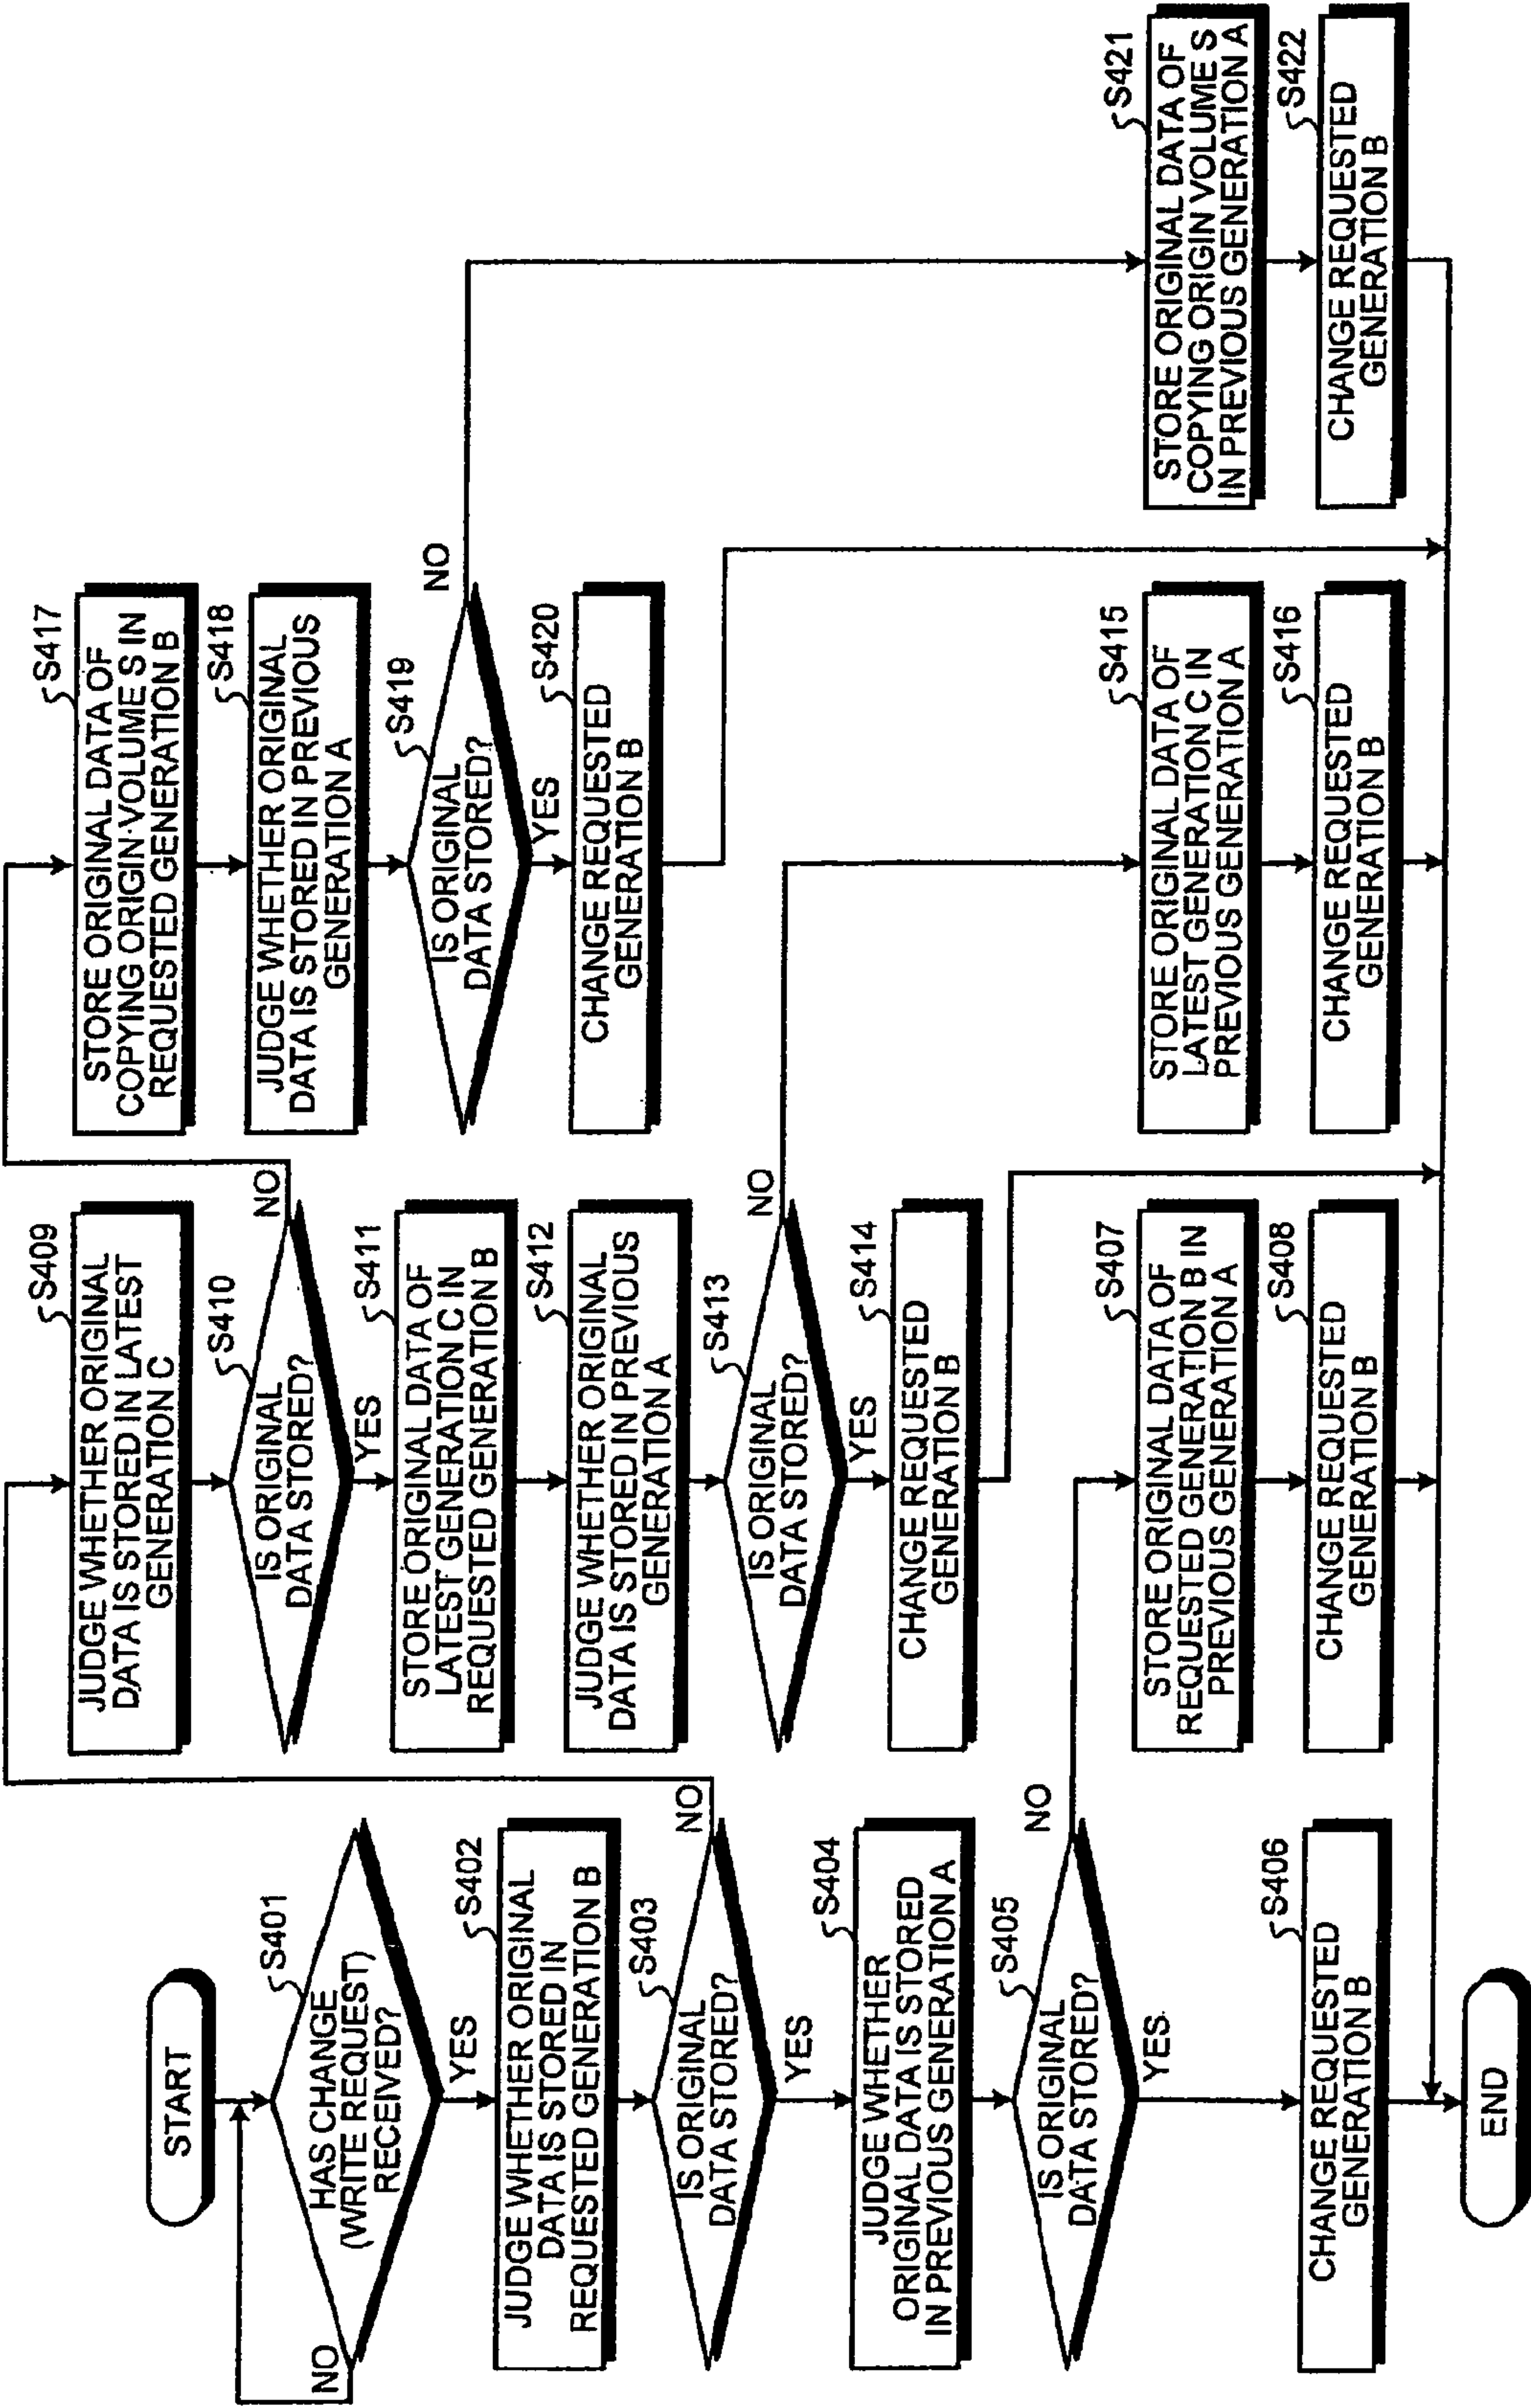 START
S401
HAS CHANGE
(WRITE REQUEST)
RECEIVED?
NO
YES
S402
JUDGE WHETHER ORIGINAL
DATA IS STORED IN
REQUESTED GENERATION B
S403
IS ORIGINAL
DATA STORED?
NO
YES
S404
JUDGE WHETHER
ORIGINAL DATA IS STORED
IN PREVIOUS GENERATION A
S405
IS ORIGINAL
DATA STORED?
NO
YES
S406
CHANGE REQUESTED
GENERATION B
END
S409
JUDGE WHETHER ORIGINAL
DATA IS STORED IN LATEST
GENERATION C
S410
IS ORIGINAL
DATA STORED?
NO
YES
S411
STORE ORIGINAL DATA OF
LATEST GENERATION C IN
REQUESTED GENERATION B
S412
JUDGE WHETHER ORIGINAL
DATA IS STORED IN PREVIOUS
GENERATION A
S413
IS ORIGINAL
DATA STORED?
NO
YES
S414
CHANGE REQUESTED
GENERATION B
S407
STORE ORIGINAL DATA OF
REQUESTED GENERATION B IN
PREVIOUS GENERATION A
S408
CHANGE REQUESTED
GENERATION B
S417
STORE ORIGINAL DATA OF
COPYING ORIGIN VOLUME S IN
REQUESTED GENERATION B
S418
JUDGE WHETHER ORIGINAL
DATA IS STORED IN PREVIOUS
GENERATION A
S419
IS ORIGINAL
DATA STORED?
NO
YES
S420
CHANGE REQUESTED
GENERATION B
S415
STORE ORIGINAL DATA OF
LATEST GENERATION C IN
PREVIOUS GENERATION A
S416
CHANGE REQUESTED
GENERATION B
S421
STORE ORIGINAL DATA OF
COPYING ORIGIN VOLUME S
IN PREVIOUS GENERATION A
S422
CHANGE REQUESTED
GENERATION B